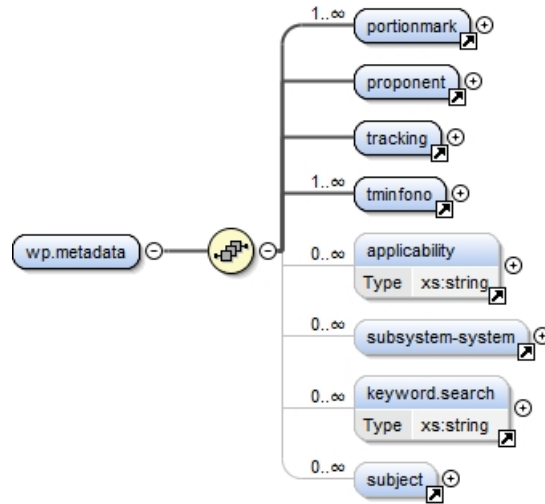 1..∞
portionmark
proponent
tracking
1..∞
tminfono
wp.metadata
0..∞
applicability
Type xs:string
0..∞
subsystem-system
0..∞
keyword.search
Type xs:string
0..∞
subject